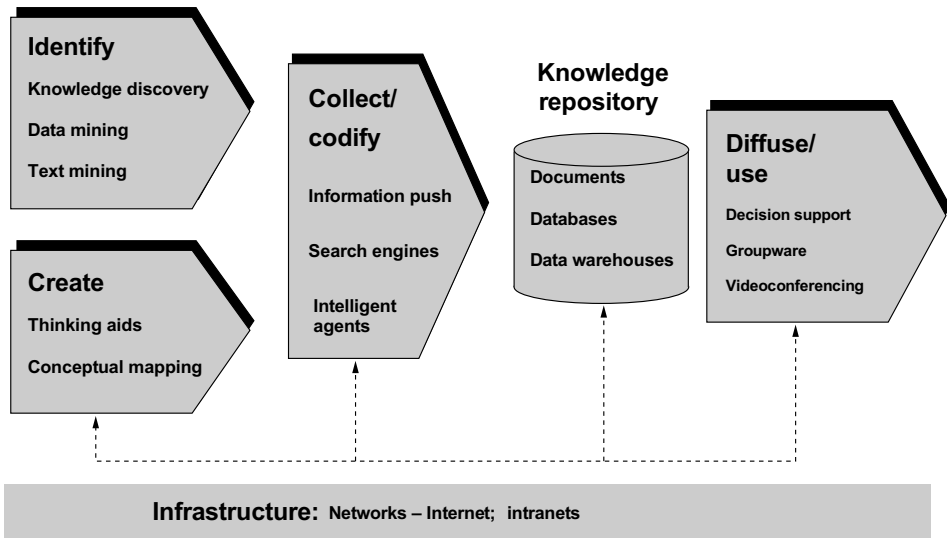 Identify
Knowledge discovery
Data mining
Text mining
Create
Thinking aids
Conceptual mapping
Collect/
codify
Information push
Search engines
Intelligent
agents
Knowledge
repository
Documents
Databases
Data warehouses
Diffuse/
use
Decision support
Groupware
Videoconferencing
Infrastructure: Networks – Internet; intranets